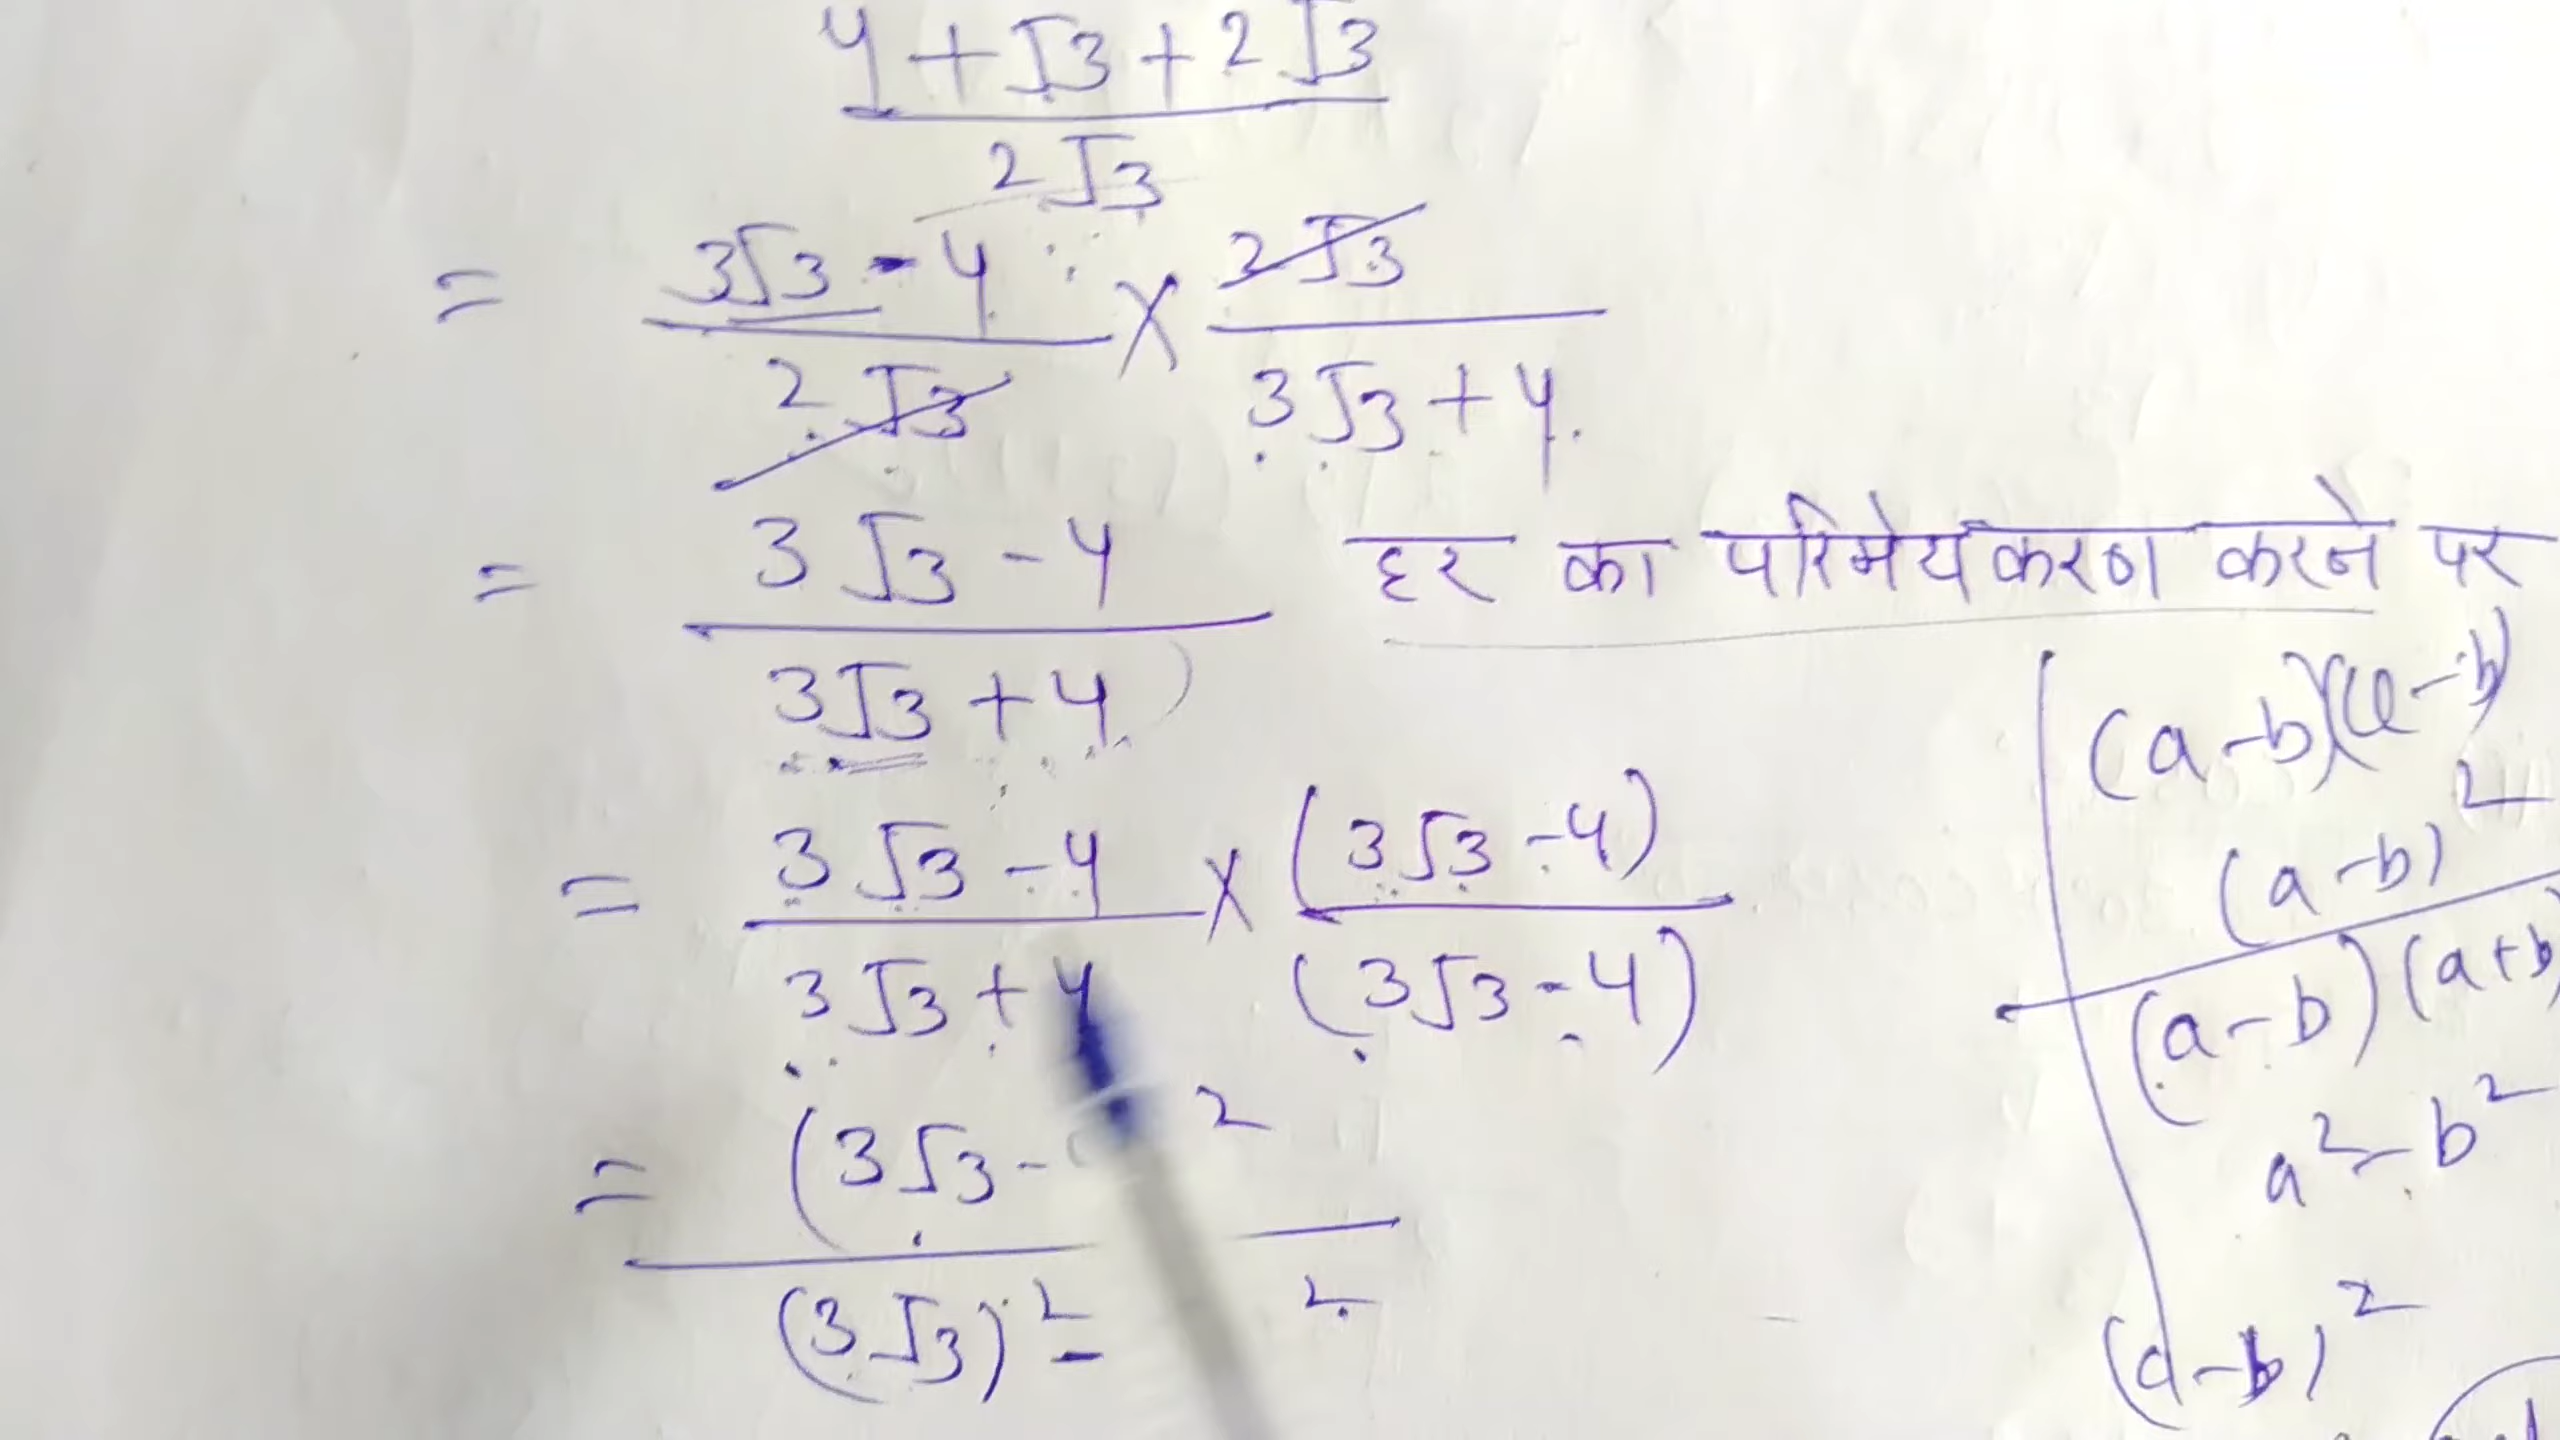 4 + √3 + 2√3
2√3
= 3√3 - 4 × 2√3
2√3 3√3 + 4
= 3√3 - 4 हर का परिमेयकरण करने पर
3√3 + 4
= 3√3 - 4 × (3√3 - 4)
3√3 + 4 (3√3 - 4)
= (3√3 - 2
(3√3)² - 2
(a-b)(a-b)
(a-b)²
(a-b)(a+b)
a² - b²
(a-b)²